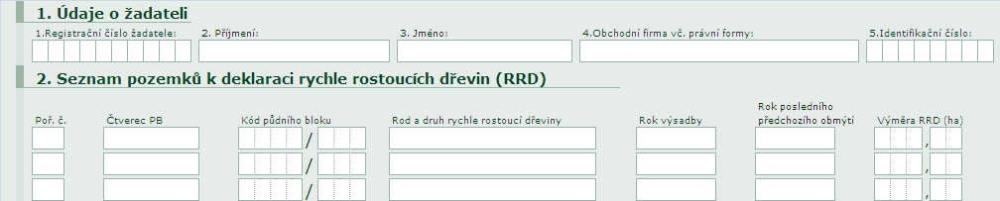 1. Údaje o žadateli
1.Registrační číslo žadatele: 2. Příjmení: 3. Jméno: 4.Obchodní firma vč. právní formy: 5.Identifikační číslo:
2. Seznam pozemků k deklaraci rychle rostoucích dřevin (RRD)
Poř. č. Čtverec PB Kód půdního bloku Rod a druh rychle rostoucí dřeviny Rok výsadby Rok posledního předchozího obmýtí Výměra RRD (ha)
/ ,
/ ,
/ ,